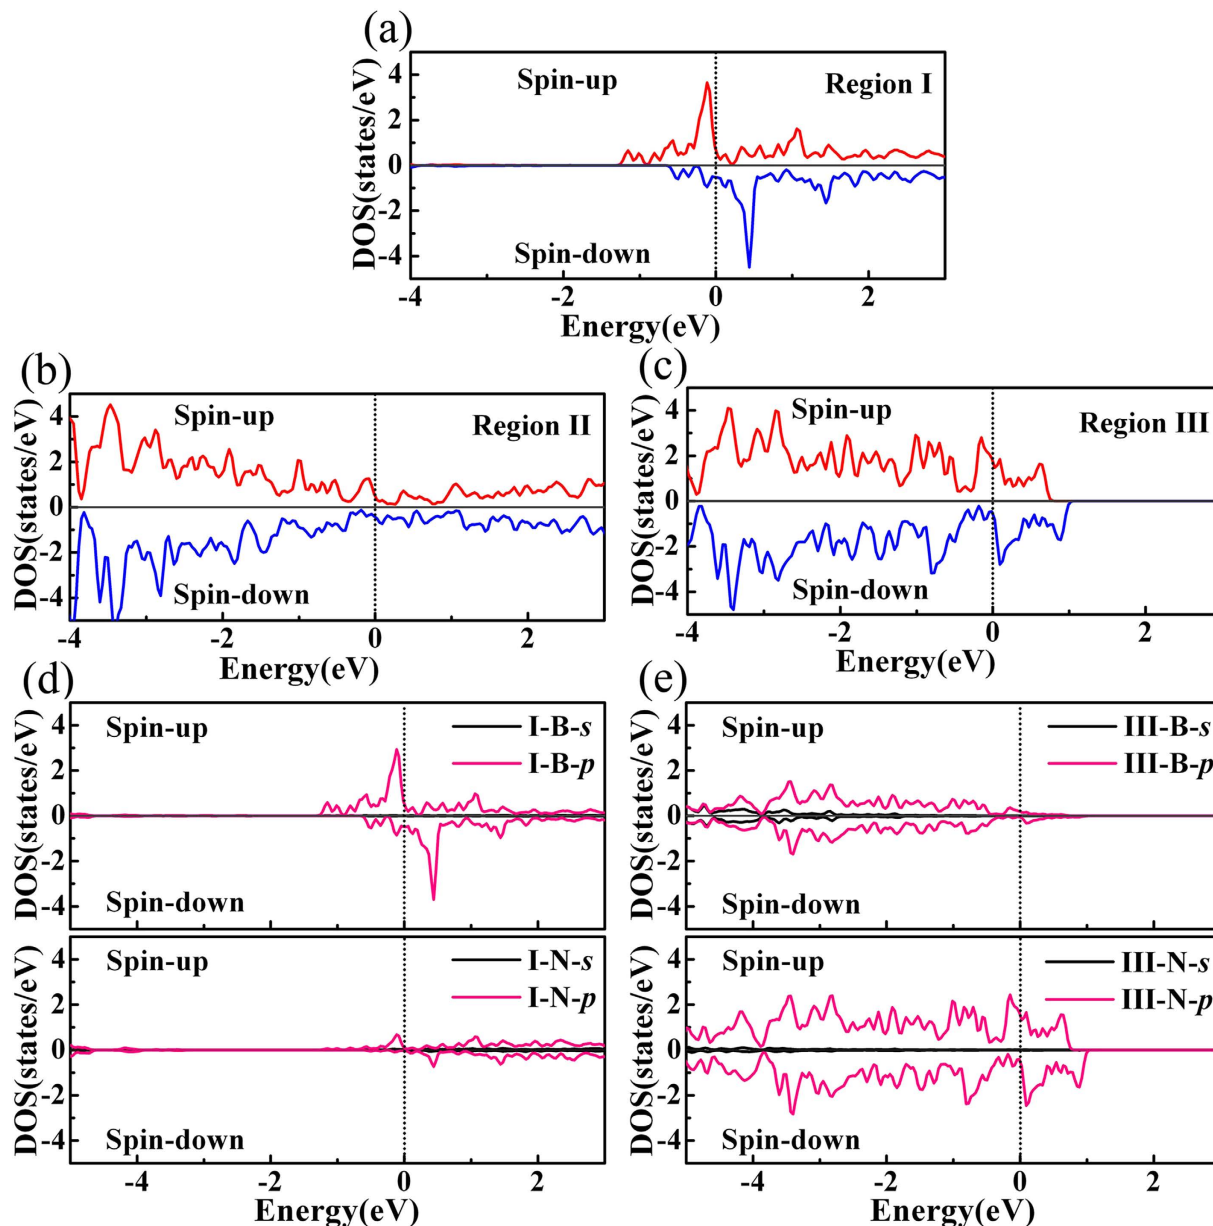 (a)
4
2
0
-2
-4
DOS(states/eV)
Spin-up
Region I
Spin-down
-4
-2
0
2
Energy(eV)
(b)
4
2
0
-2
-4
DOS(states/eV)
Spin-up
Region II
Spin-down
-4
-2
0
2
Energy(eV)
(c)
4
2
0
-2
-4
DOS(states/eV)
Spin-up
Region III
Spin-down
-4
-2
0
2
Energy(eV)
(d)
4
2
0
-2
-4
DOS(states/eV)
Spin-up
I-B-s
I-B-p
Spin-down
4
2
0
-2
-4
DOS(states/eV)
Spin-up
I-N-s
I-N-p
Spin-down
-4
-2
0
2
Energy(eV)
(e)
4
2
0
-2
-4
DOS(states/eV)
Spin-up
III-B-s
III-B-p
Spin-down
4
2
0
-2
-4
DOS(states/eV)
Spin-up
III-N-s
III-N-p
Spin-down
-4
-2
0
2
Energy(eV)